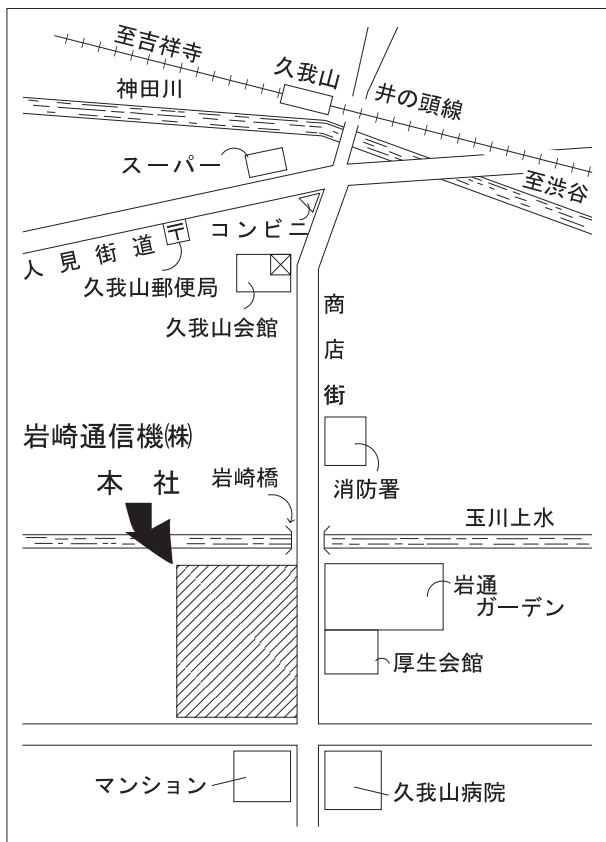 至吉祥寺
久我山
井の頭線
神田川
スーパー
至渋谷
コンビニ
人見街道
〒
久我山郵便局
久我山会館
商店街
岩崎通信機㈱
本 社
岩崎橋
消防署
玉川上水
岩通
ガーデン
厚生会館
マンション
久我山病院